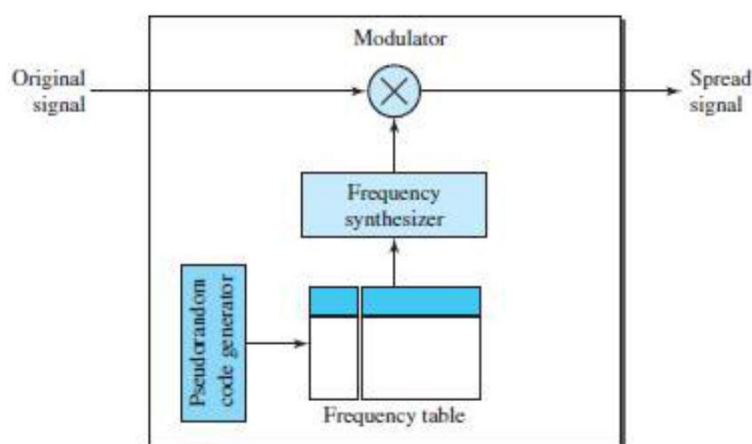 Modulator
Original
signal
Spread
signal
Frequency
synthesizer
Pseudorandom
code generator
Frequency table